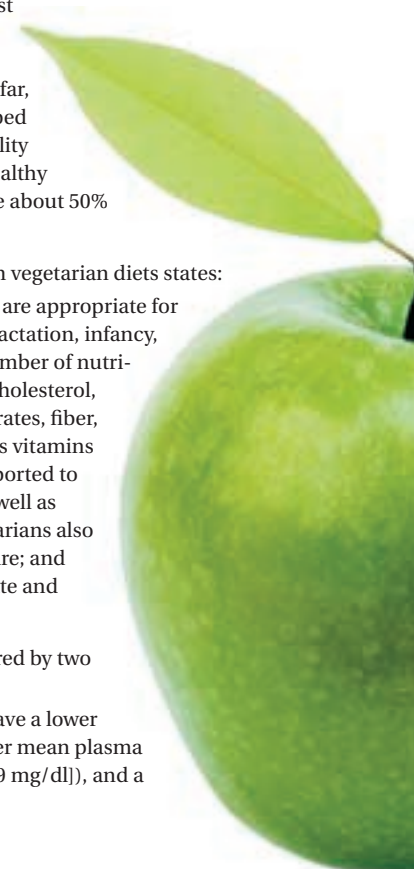 st
far,
ped
lity
althy
e about 50%
n vegetarian diets states:
are appropriate for
actation, infancy,
mber of nutri-
holesterol,
rates, fiber,
s vitamins
ported to
well as
arians also
re; and
te and
red by two
ave a lower
er mean plasma
9 mg/dl]), and a